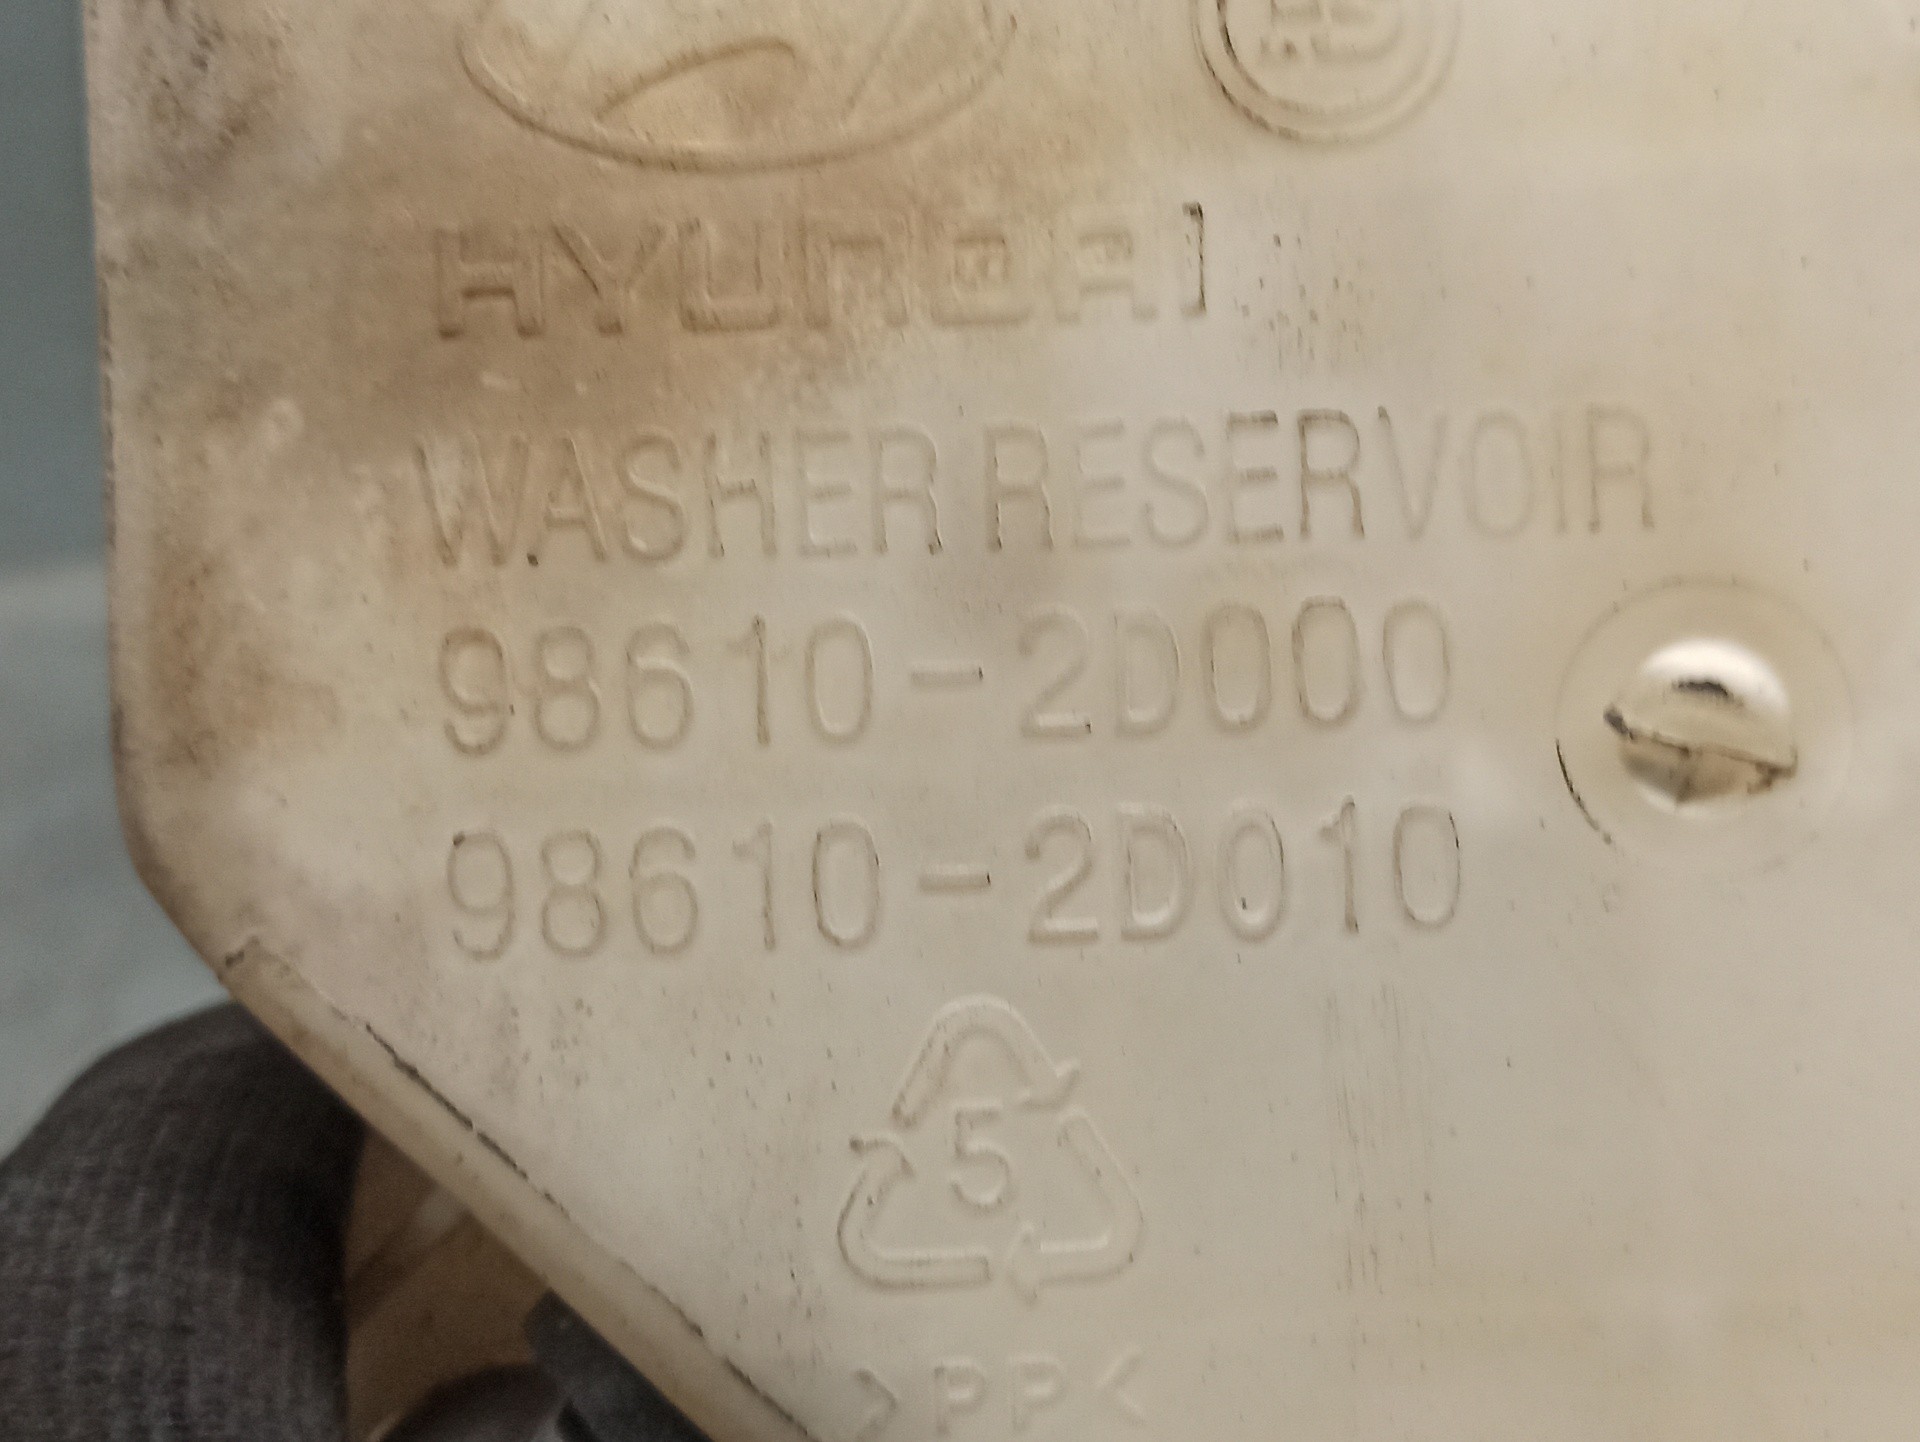 HYUNDAI
WASHER RESERVOIR
98610-2D000
98610-2D010
5
>PP<